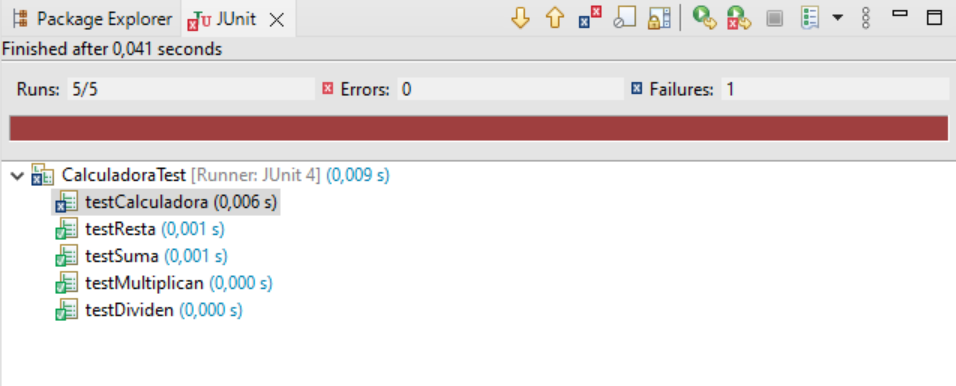 Package Explorer JUnit
Finished after 0,041 seconds
Runs: 5/5 Errors: 0 Failures: 1
CalculadoraTest [Runner: JUnit 4] (0,009 s)
testCalculadora (0,006 s)
testResta (0,001 s)
testSuma (0,001 s)
testMultiplican (0,000 s)
testDividen (0,000 s)